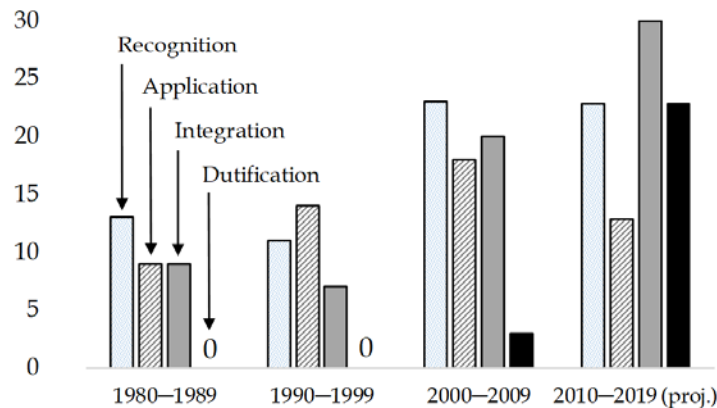 30
25
20
15
10
5
0
Recognition
Application
Integration
Dutification
0
0
1980–1989
1990–1999
2000–2009
2010–2019 (proj.)